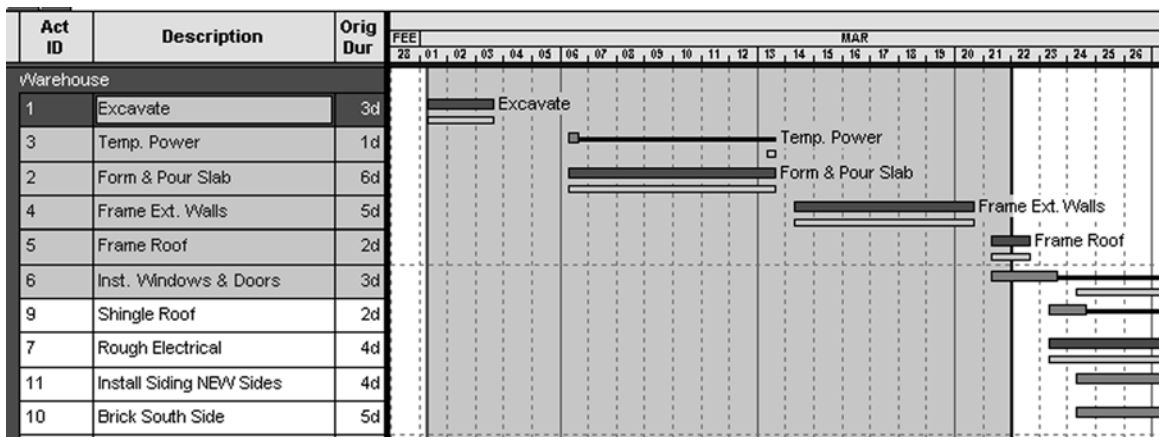 Act ID Description Orig Dur
FEE MAR
28 01 02 03 04 05 06 07 08 09 10 11 12 13 14 15 16 17 18 19 20 21 22 23 24 25 26
Warehouse
1 Excavate 3d Excavate
3 Temp. Power 1d Temp. Power
2 Form & Pour Slab 6d Form & Pour Slab
4 Frame Ext. Walls 5d Frame Ext. Walls
5 Frame Roof 2d Frame Roof
6 Inst. Windows & Doors 3d
9 Shingle Roof 2d
7 Rough Electrical 4d
11 Install Siding NEW Sides 4d
10 Brick South Side 5d